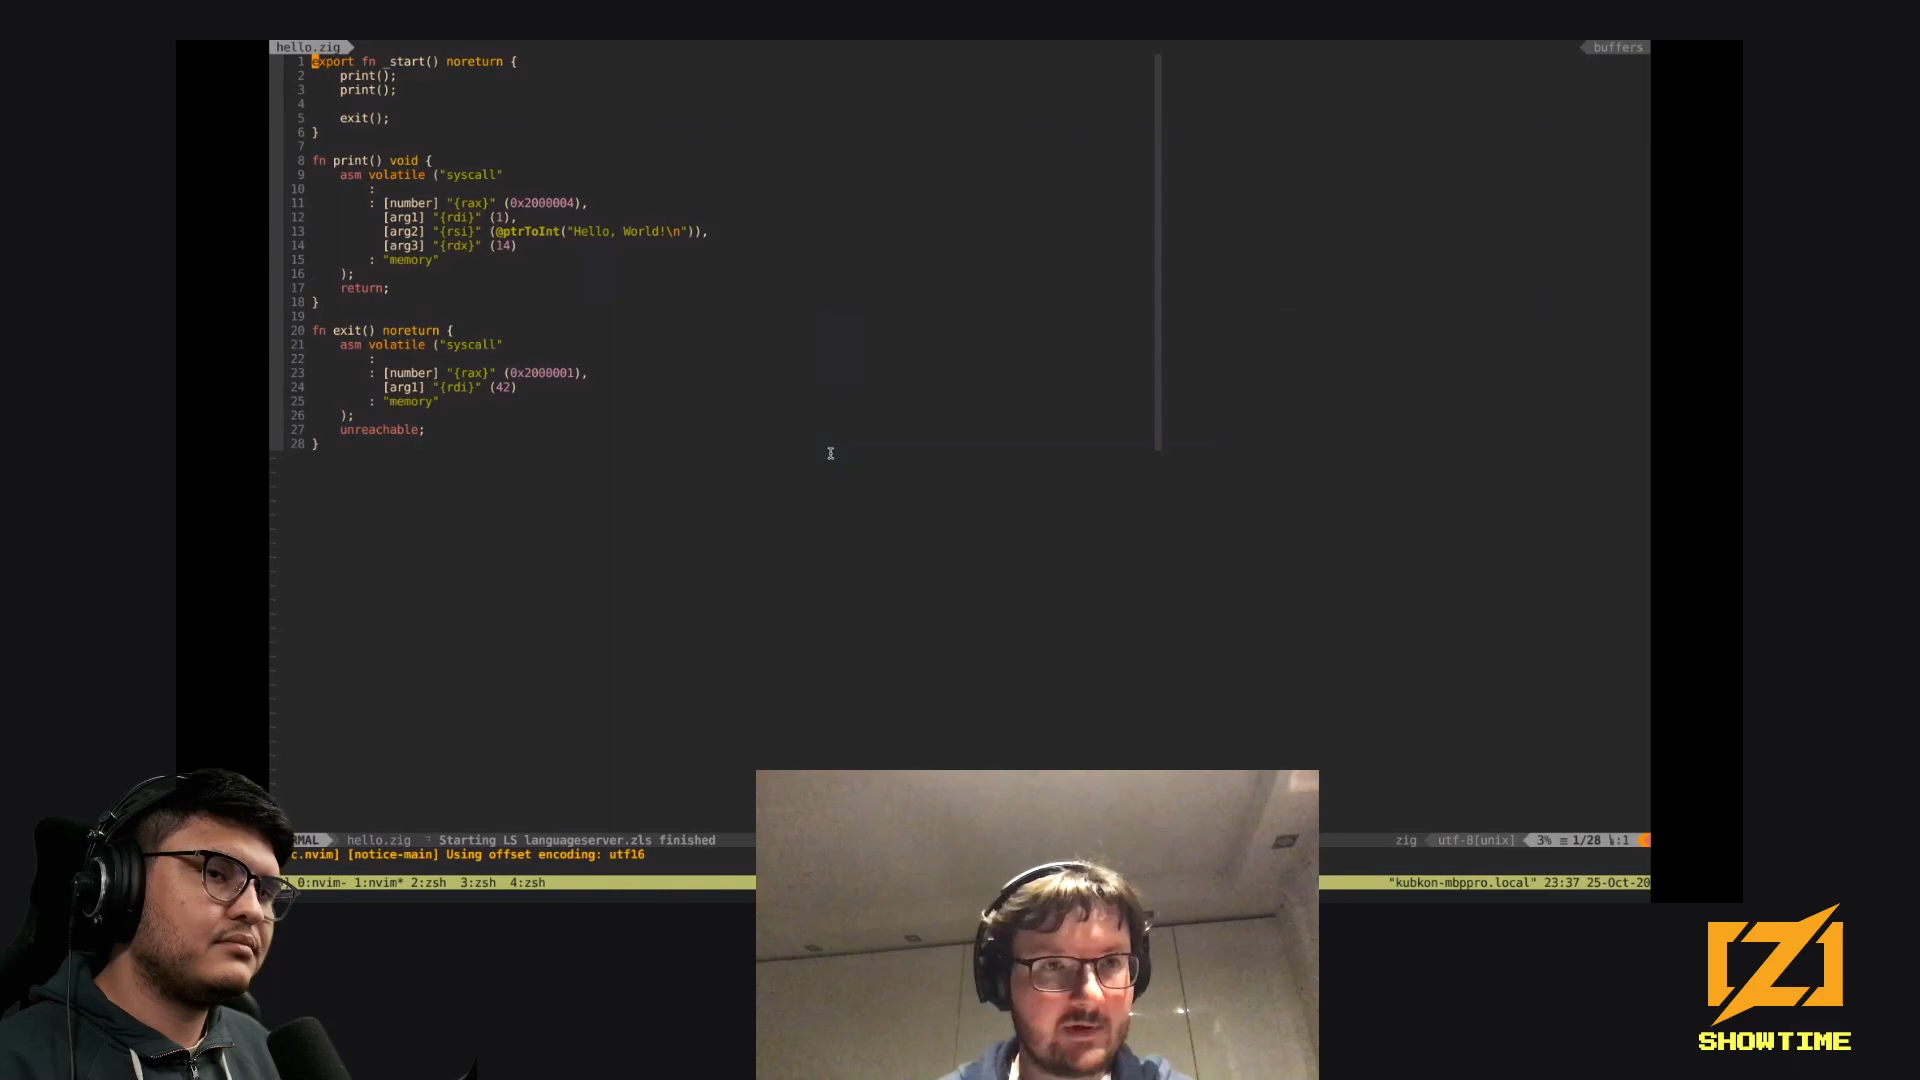 hello.zig
buffers
1 export fn _start() noreturn {
2     print();
3     print();
4
5     exit();
6 }
7
8 fn print() void {
9     asm volatile ("syscall"
10         :
11         : [number] "{rax}" (0x2000004),
12           [arg1] "{rdi}" (1),
13           [arg2] "{rsi}" (@ptrToInt("Hello, World!\n")),
14           [arg3] "{rdx}" (14)
15         : "memory"
16     );
17     return;
18 }
19
20 fn exit() noreturn {
21     asm volatile ("syscall"
22         :
23         : [number] "{rax}" (0x2000001),
24           [arg1] "{rdi}" (42)
25         : "memory"
26     );
27     unreachable;
28 }
RMAL hello.zig Starting LS languageserver.zls finished zig utf-8[unix] 3% ≡ 1/28 :1
c.nvim] [notice-main] Using offset encoding: utf16
0:nvim- 1:nvim* 2:zsh 3:zsh 4:zsh "kubkon-mbppro.local" 23:37 25-Oct-20
SHOWTIME